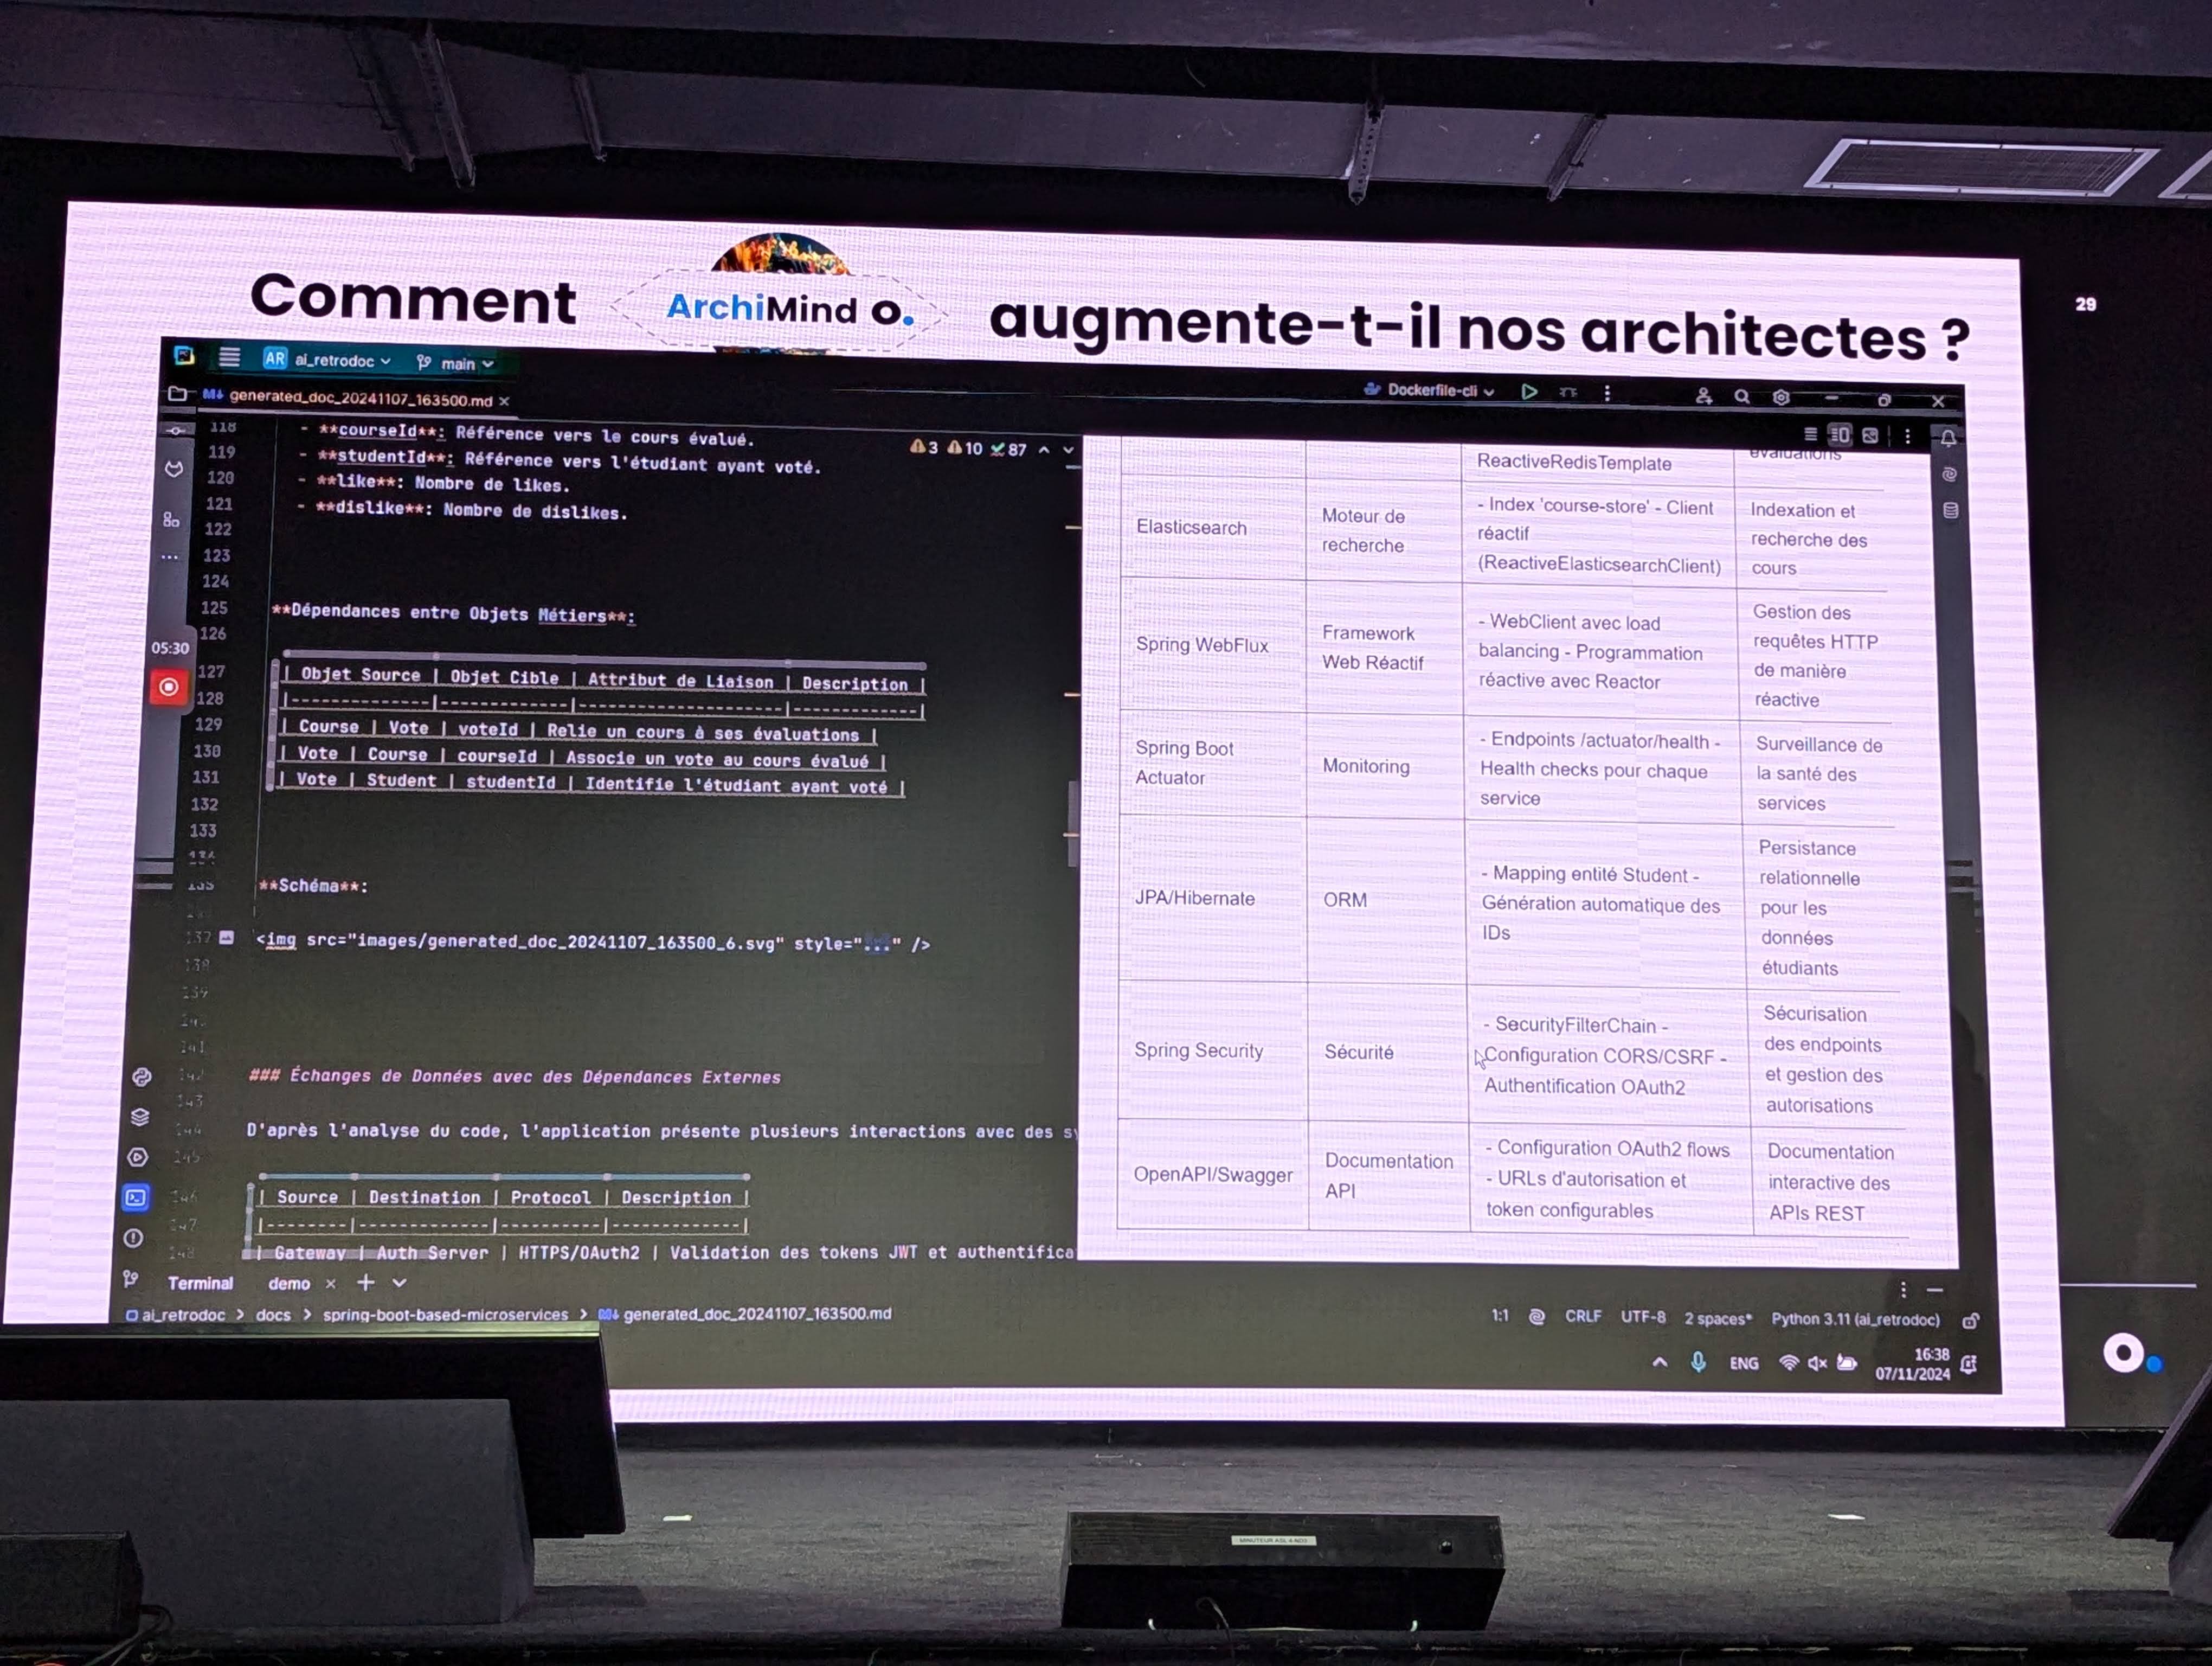 Comment ArchiMind O. augmente-t-il nos architectes ?
29
AR ai_retrodoc main
Dockerfile-cli
generated_doc_20241107_163500.md
3 10 87
118 - **courseId**: Référence vers le cours évalué.
119 - **studentId**: Référence vers l'étudiant ayant voté.
120 - **like**: Nombre de likes.
121 - **dislike**: Nombre de dislikes.
122
123
124
125 **Dépendances entre Objets Métiers**:
126
127 | Objet Source | Objet Cible | Attribut de Liaison | Description |
128 |--------------|-------------|---------------------|-------------|
129 | Course | Vote | voteId | Relie un cours à ses évaluations |
130 | Vote | Course | courseId | Associe un vote au cours évalué |
131 | Vote | Student | studentId | Identifie l'étudiant ayant voté |
132
133
134
135 **Schéma**:
137 <img src="images/generated_doc_20241107_163500_6.svg" style="..." />
138
139
141
142 ### Échanges de Données avec des Dépendances Externes
143
144 D'après l'analyse du code, l'application présente plusieurs interactions avec des s
145
146 | Source | Destination | Protocol | Description |
147 |--------|-------------|----------|-------------|
148 | Gateway | Auth Server | HTTPS/OAuth2 | Validation des tokens JWT et authentifica
05:30
ReactiveRedisTemplate
évaluations
Elasticsearch
Moteur de
recherche
- Index 'course-store' - Client
réactif
(ReactiveElasticsearchClient)
Indexation et
recherche des
cours
Spring WebFlux
Framework
Web Réactif
- WebClient avec load
balancing - Programmation
réactive avec Reactor
Gestion des
requêtes HTTP
de manière
réactive
Spring Boot
Actuator
Monitoring
- Endpoints /actuator/health -
Health checks pour chaque
service
Surveillance de
la santé des
services
JPA/Hibernate
ORM
- Mapping entité Student -
Génération automatique des
IDs
Persistance
relationnelle
pour les
données
étudiants
Spring Security
Sécurité
- SecurityFilterChain -
Configuration CORS/CSRF -
Authentification OAuth2
Sécurisation
des endpoints
et gestion des
autorisations
OpenAPI/Swagger
Documentation
API
- Configuration OAuth2 flows
- URLs d'autorisation et
token configurables
Documentation
interactive des
APIs REST
Terminal demo
ai_retrodoc > docs > spring-boot-based-microservices > generated_doc_20241107_163500.md
1:1 CRLF UTF-8 2 spaces* Python 3.11 (ai_retrodoc)
ENG
16:38
07/11/2024